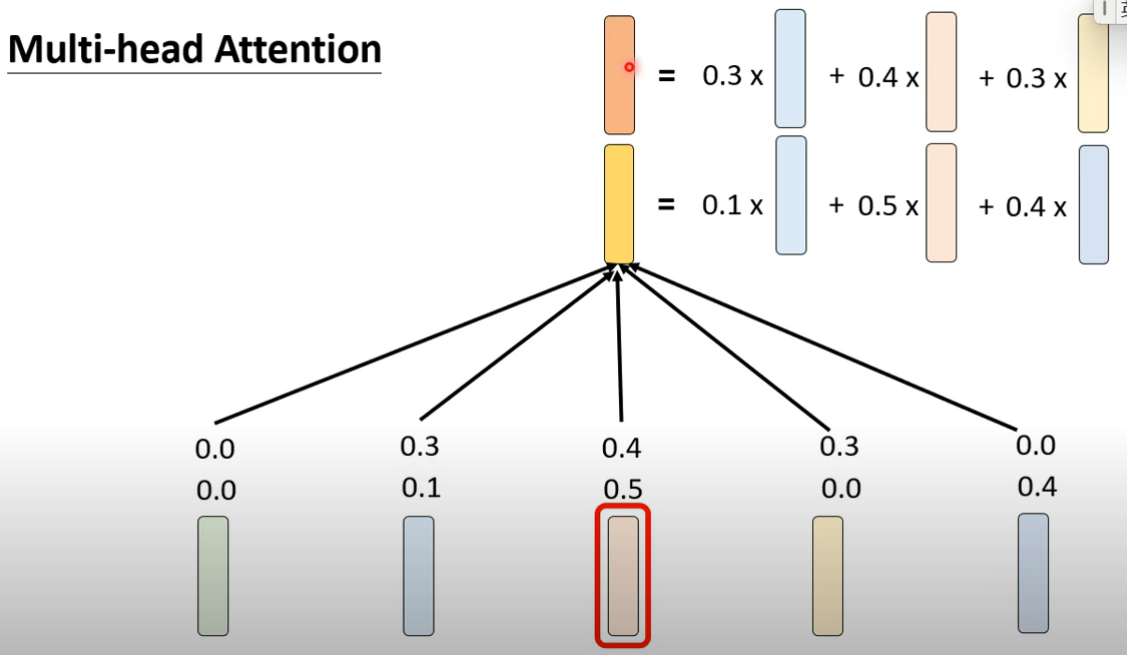 Multi-head Attention
= 0.3 x + 0.4 x + 0.3 x
= 0.1 x + 0.5 x + 0.4 x
0.0 0.3 0.4 0.3 0.0
0.0 0.1 0.5 0.0 0.4